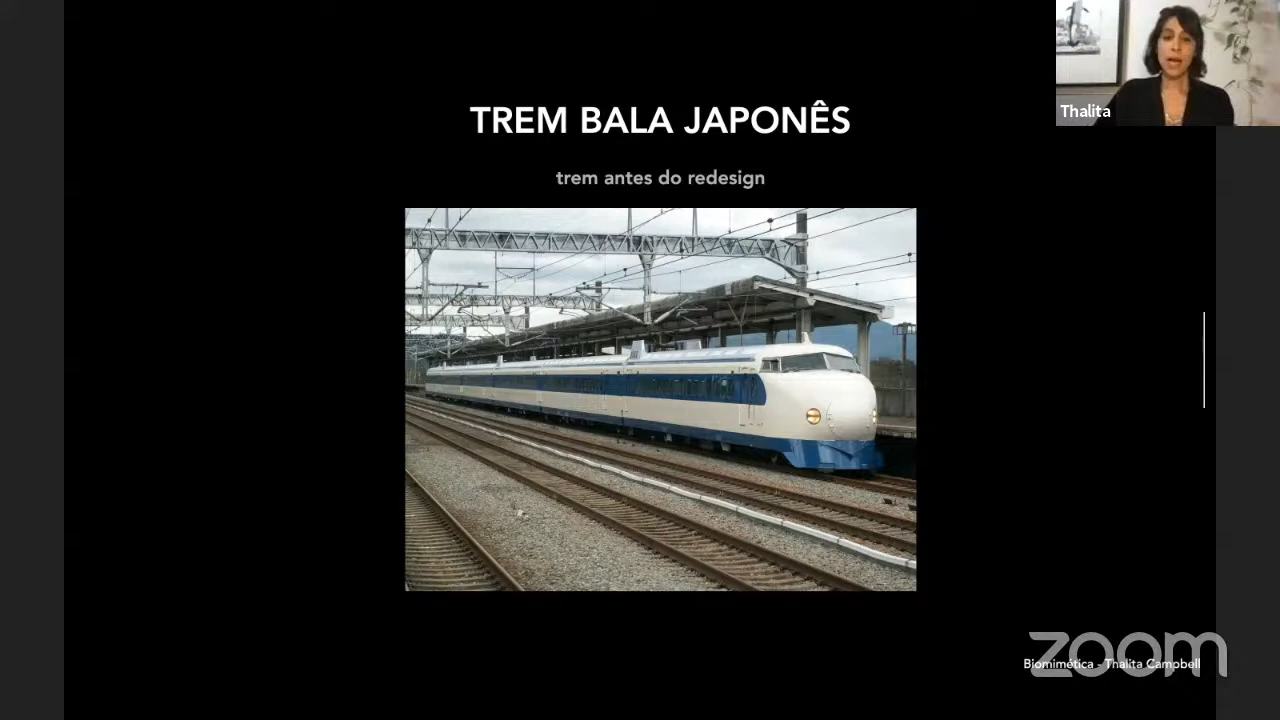 TREM BALA JAPONÊS
trem antes do redesign
Thalita
zoom
Biomimética - Thalita Campbell